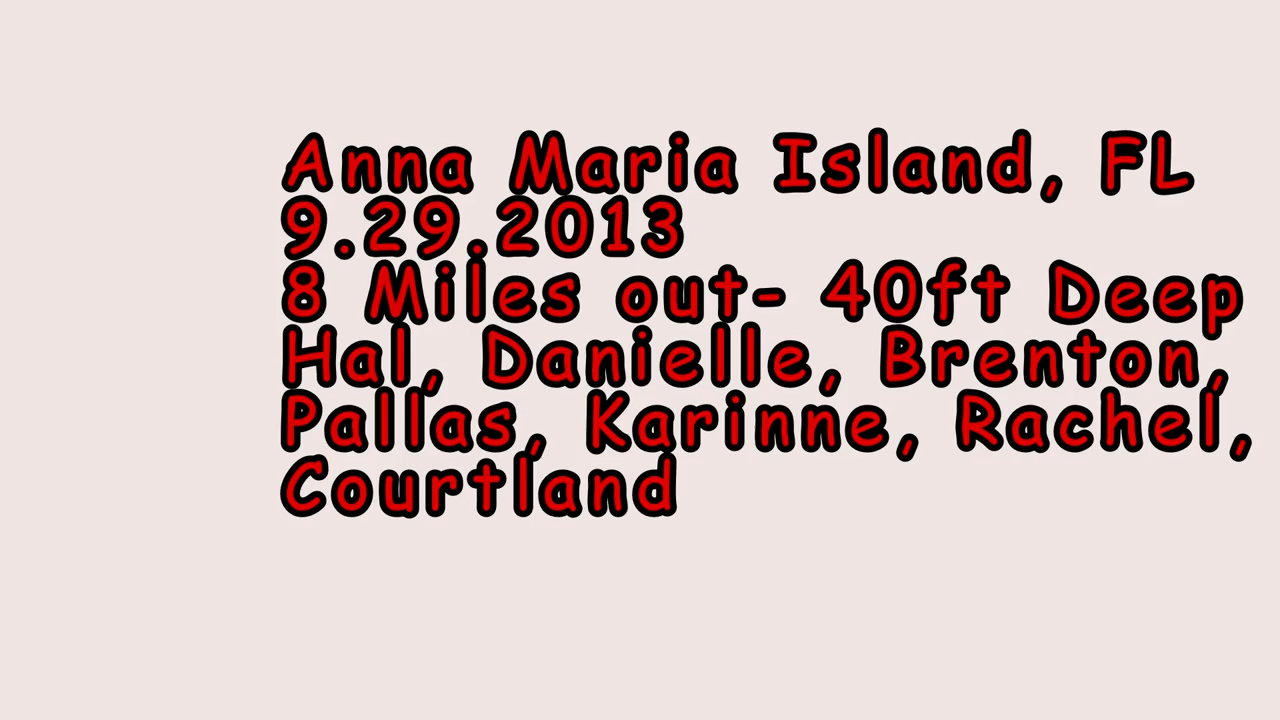 Anna Maria Island, FL
9.29.2013
8 Miles out- 40ft Deep
Hal, Danielle, Brenton,
Pallas, Karinne, Rachel,
Courtland